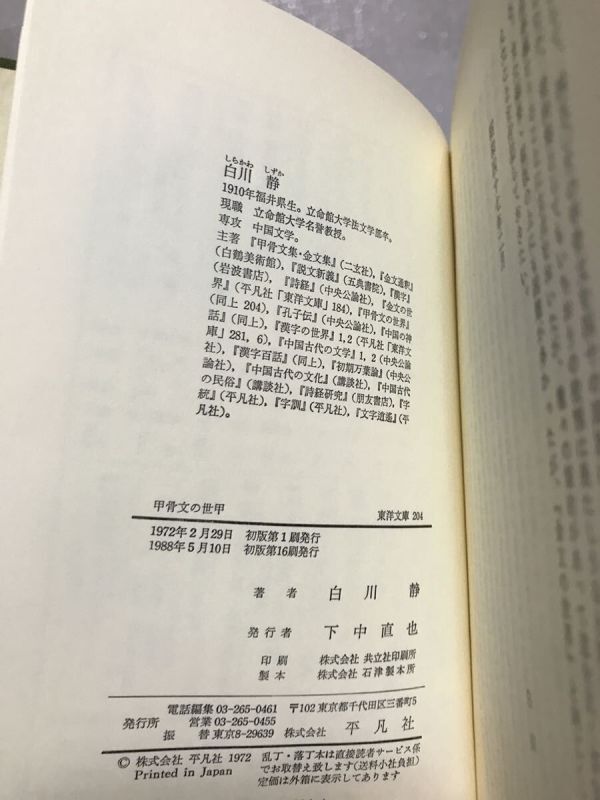 しらかわ しずか
白川 静
1910年福井県生。立命館大学法文学部卒。
現職 立命館大学名誉教授。
専攻 中国文学。
主著 『甲骨文集・金文集』(二玄社),『金文通釈』
(白鶴美術館),『説文新義』(五典書院),『漢字』
(岩波書店),『詩経』(中央公論社),『金文の世
界』(平凡社「東洋文庫」184),『甲骨文の世界』
(同上 204),『孔子伝』(中央公論社),『中国の神
話』(同上),『漢字の世界』1, 2 (平凡社「東洋文
庫」281, 6),『中国古代の文学』1, 2 (中央公論
社),『漢字百話』(同上),『初期万葉論』(中央公
論社),『中国古代の文化』(講談社),『中国古代
の民俗』(講談社),『詩経研究』(朋友書店),『字
統』(平凡社),『字訓』(平凡社),『文字逍遙』(平
凡社)。
甲骨文の世甲 東洋文庫 204
1972年2月29日 初版第1刷発行
1988年5月10日 初版第16刷発行
著者 白川 静
発行者 下中直也
印刷 株式会社 共立社印刷所
製本 株式会社 石津製本所
電話編集 03-265-0461 〒102 東京都千代田区三番町5
発行所 営業 03-265-0455
振替 東京8-29639 株式会社 平凡社
© 株式会社 平凡社 1972 乱丁・落丁本は直接読者サービス係
Printed in Japan でお取替え致します(送料小社負担)
定価は外箱に表示してあります